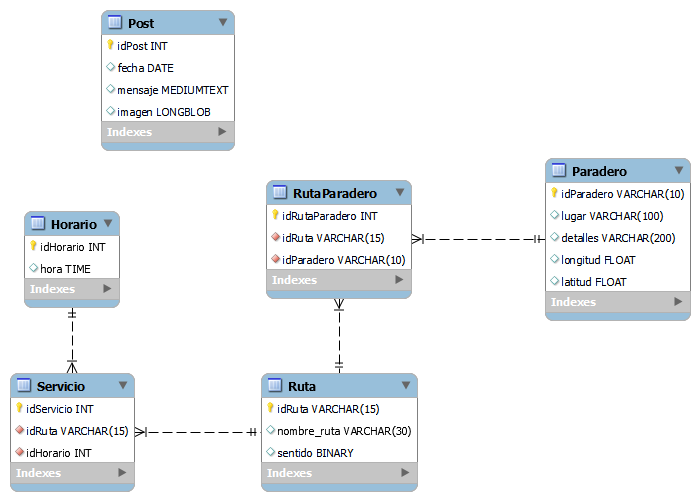 Post
idPost INT
fecha DATE
mensaje MEDIUMTEXT
imagen LONGBLOB
Indexes
Paradero
idParadero VARCHAR(10)
lugar VARCHAR(100)
detalles VARCHAR(200)
longitud FLOAT
latitud FLOAT
Indexes
RutaParadero
idRutaParadero INT
idRuta VARCHAR(15)
idParadero VARCHAR(10)
Indexes
Horario
idHorario INT
hora TIME
Indexes
Servicio
idServicio INT
idRuta VARCHAR(15)
idHorario INT
Indexes
Ruta
idRuta VARCHAR(15)
nombre_ruta VARCHAR(30)
sentido BINARY
Indexes